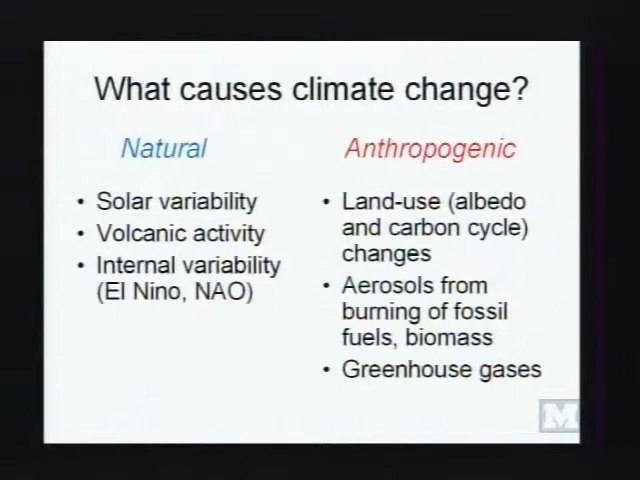 What causes climate change?
Natural
• Solar variability
• Volcanic activity
• Internal variability
(El Nino, NAO)
Anthropogenic
• Land-use (albedo
and carbon cycle)
changes
• Aerosols from
burning of fossil
fuels, biomass
• Greenhouse gases
M